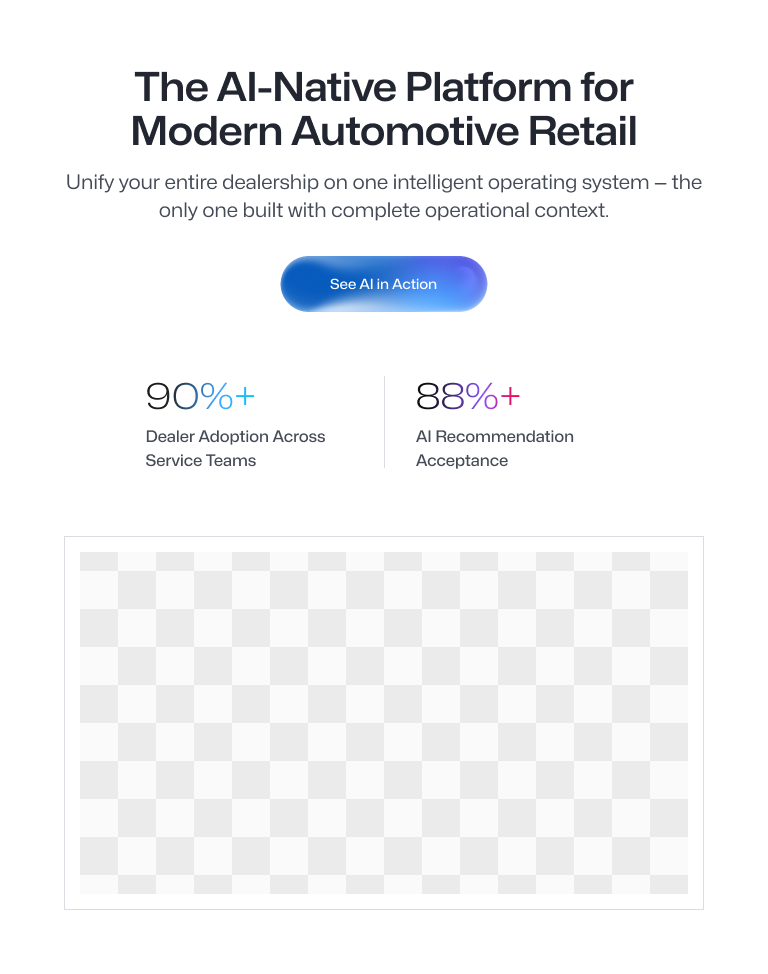 The AI-Native Platform for
Modern Automotive Retail
Unify your entire dealership on one intelligent operating system — the
only one built with complete operational context.
See AI in Action
90%+
Dealer Adoption Across
Service Teams
88%+
AI Recommendation
Acceptance